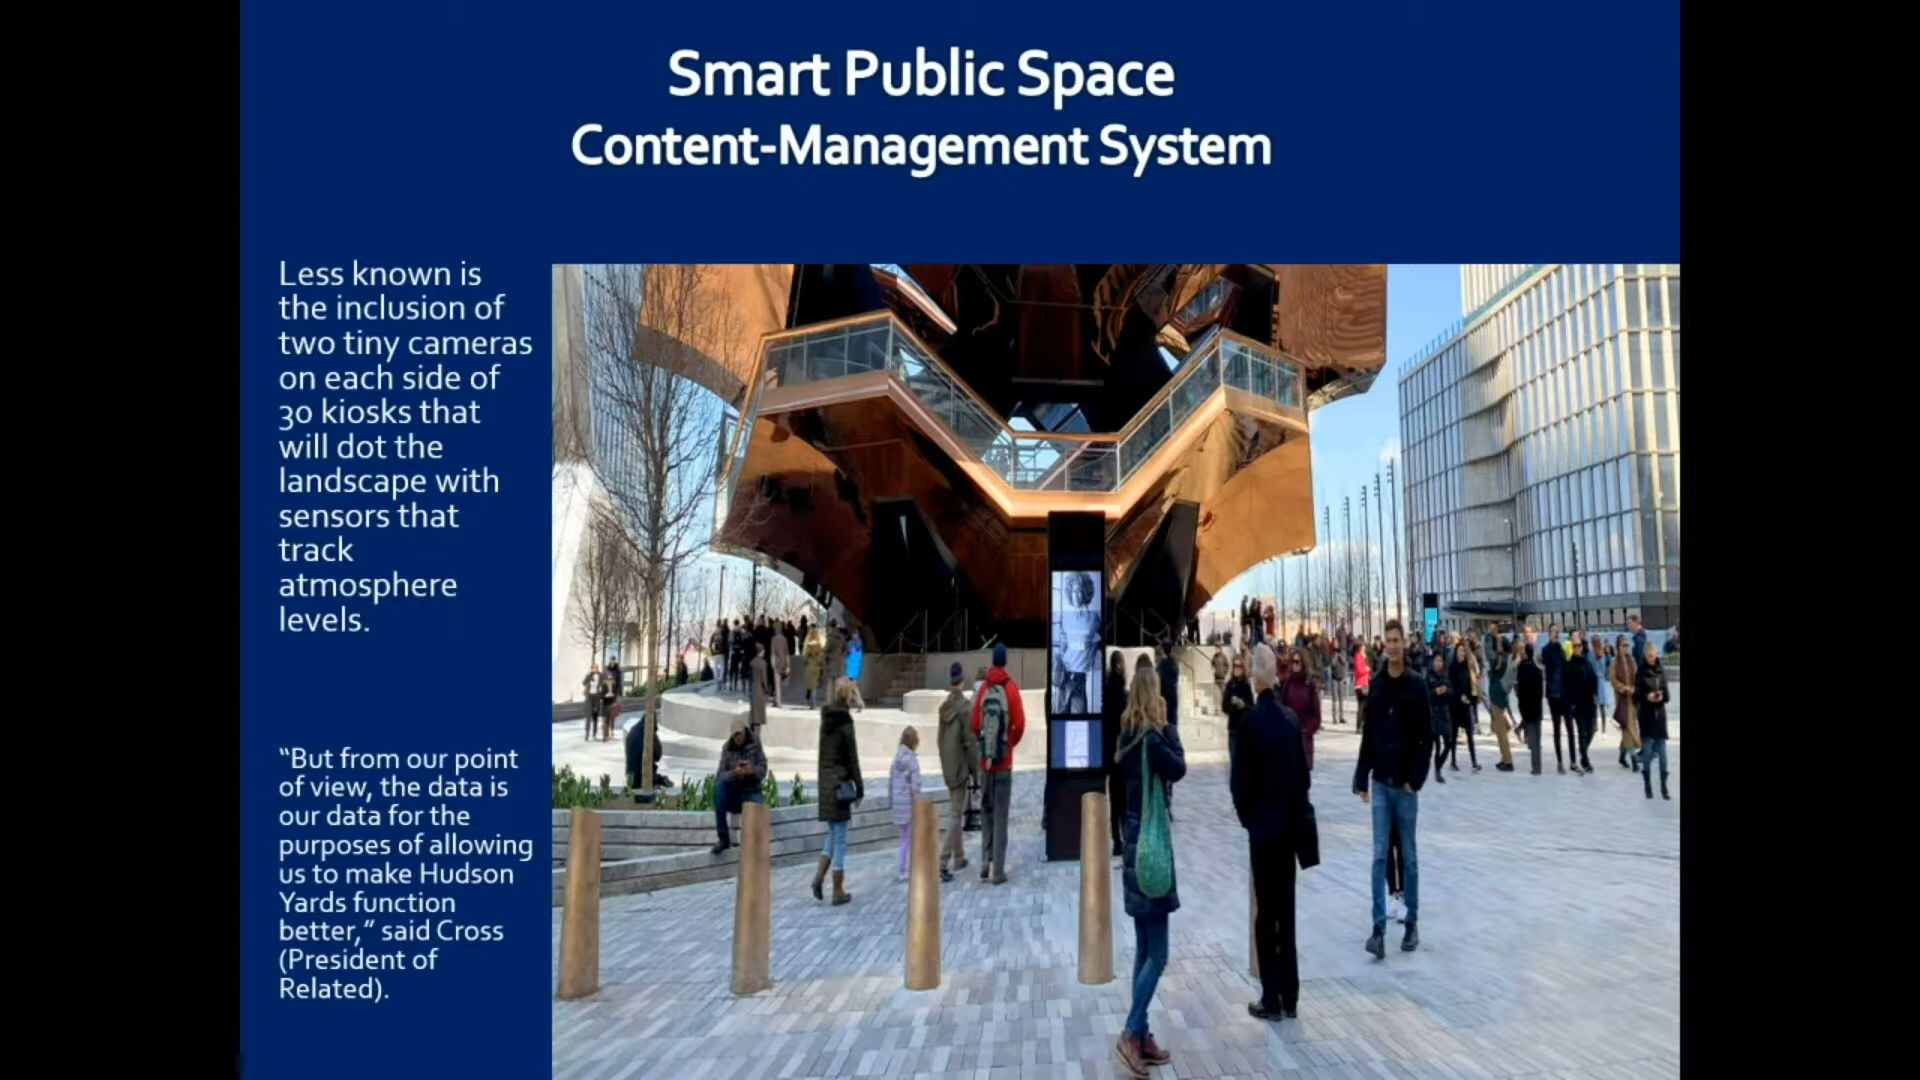 Smart Public Space
Content-Management System
Less known is
the inclusion of
two tiny cameras
on each side of
30 kiosks that
will dot the
landscape with
sensors that
track
atmosphere
levels.
“But from our point
of view, the data is
our data for the
purposes of allowing
us to make Hudson
Yards function
better,” said Cross
(President of
Related).